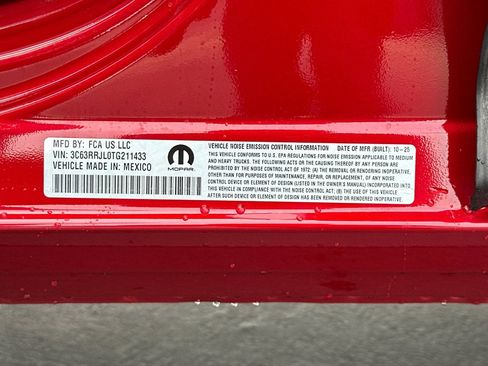 MFD BY: FCA US LLC
VIN: 3C63RRJL0TG211433
VEHICLE MADE IN: MEXICO
MOPAR
VEHICLE NOISE EMISSION CONTROL INFORMATION DATE OF MFR (BUILT): 10-25
THIS VEHICLE CONFORMS TO U.S. EPA REGULATIONS FOR NOISE EMISSION APPLICABLE TO MEDIUM
AND HEAVY TRUCKS. THE FOLLOWING ACTS OR THE CAUSING THEREOF BY ANY PERSON
ARE PROHIBITED BY THE NOISE CONTROL ACT OF 1972: (A) THE REMOVAL OR RENDERING INOPERATIVE,
OTHER THAN FOR PURPOSES OF MAINTENANCE, REPAIR, OR REPLACEMENT, OF ANY NOISE
CONTROL DEVICE OR ELEMENT OF DESIGN (LISTED IN THE OWNER'S MANUAL) INCORPORATED INTO
THIS VEHICLE IN COMPLIANCE WITH THE NOISE CONTROL ACT; (B) THE USE OF THIS VEHICLE
AFTER SUCH DEVICE OR ELEMENT OF DESIGN HAS BEEN REMOVED OR RENDERED INOPERATIVE.